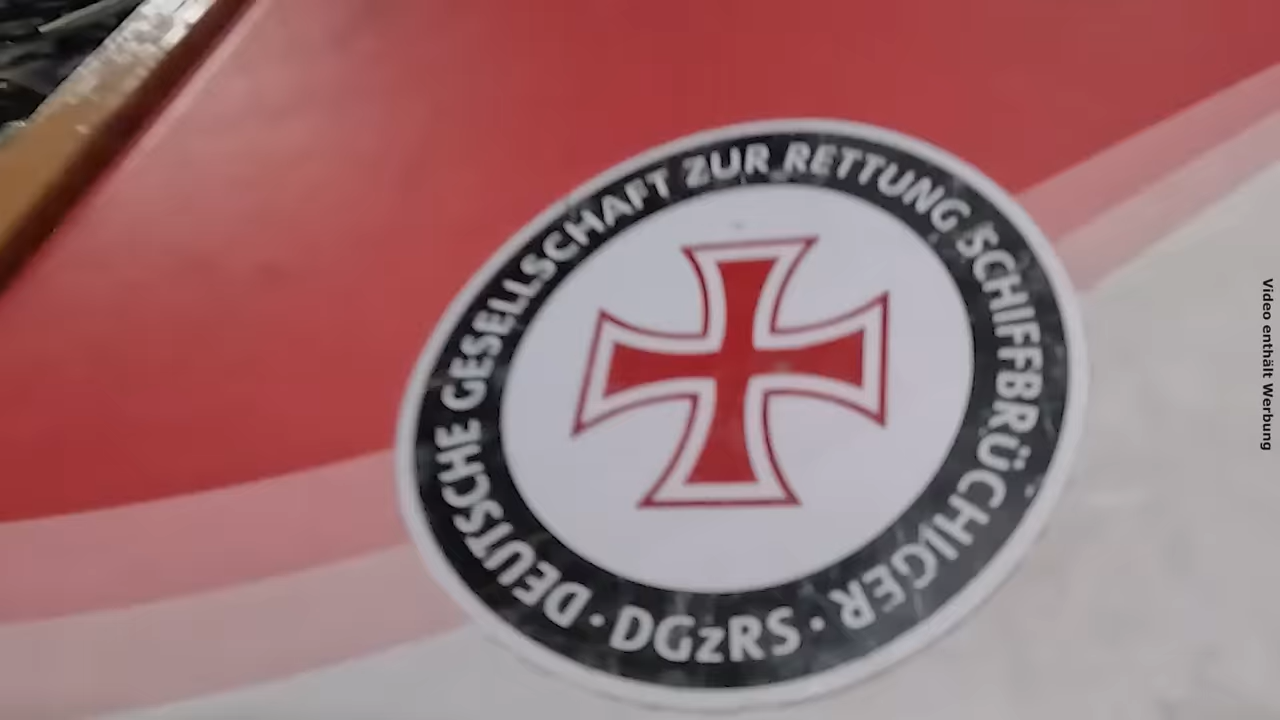 DEUTSCHE GESELLSCHAFT ZUR RETTUNG SCHIFFBRÜCHIGER
· DGzRS ·
Video enthält Werbung